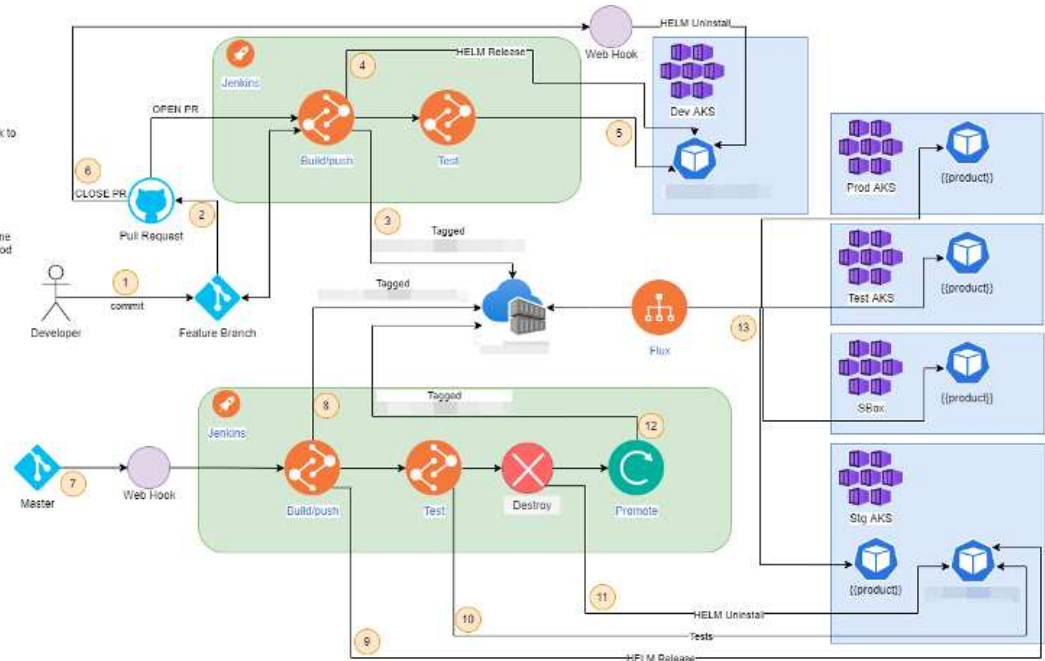 HELM Uninstall
Web Hook
HELM Release
4
Jenkins
Dev AKS
OPEN PR
5
k to
Build/push
Test
6
CLOSE PR
Prod AKS
{{product}}
2
3
Pull Request
Tagged
Test AKS
{{product}}
1
commit
Tagged
Developer
Feature Branch
13
Flux
SBox
{{product}}
Tagged
8
12
Jenkins
7
Master
Web Hook
Build/push
Test
Destroy
Promote
Stg AKS
{{product}}
11
HELM Uninstall
10
Tests
9
HELM Release